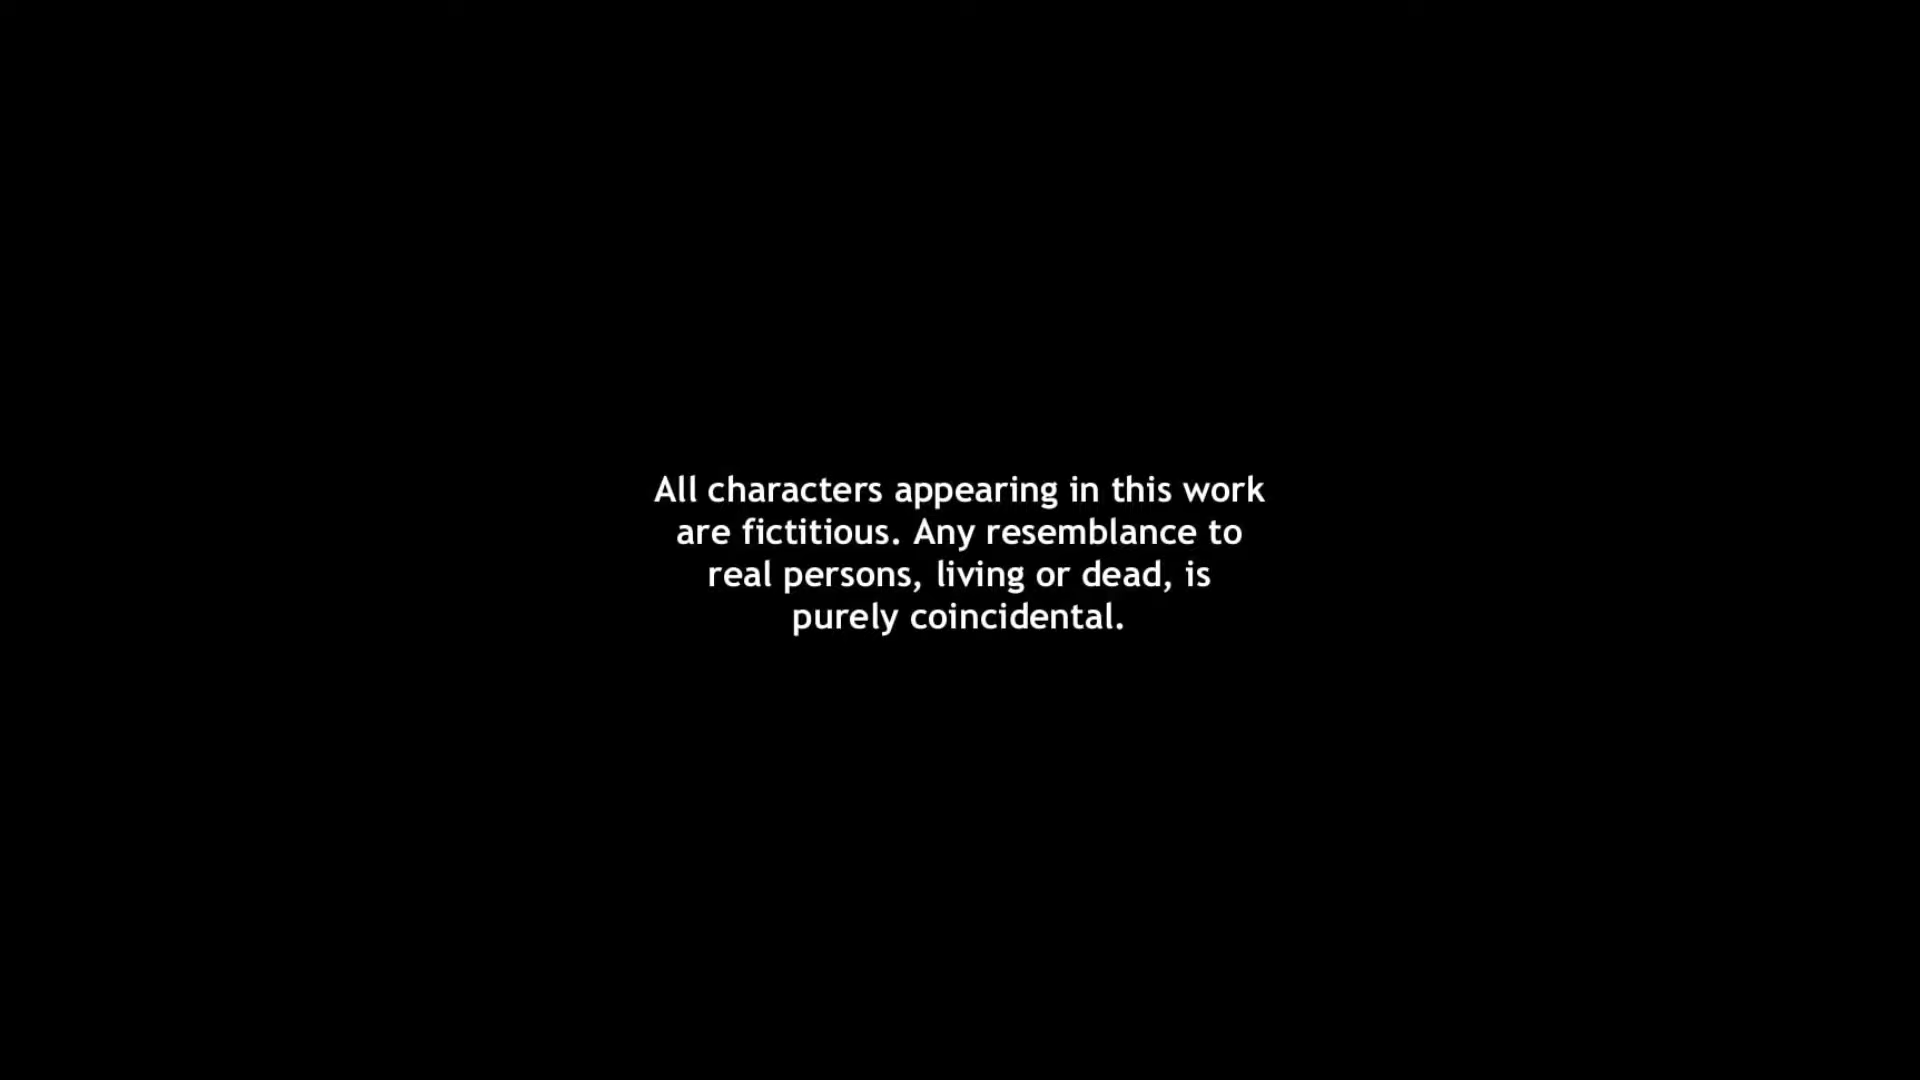 All characters appearing in this work
are fictitious. Any resemblance to
real persons, living or dead, is
purely coincidental.